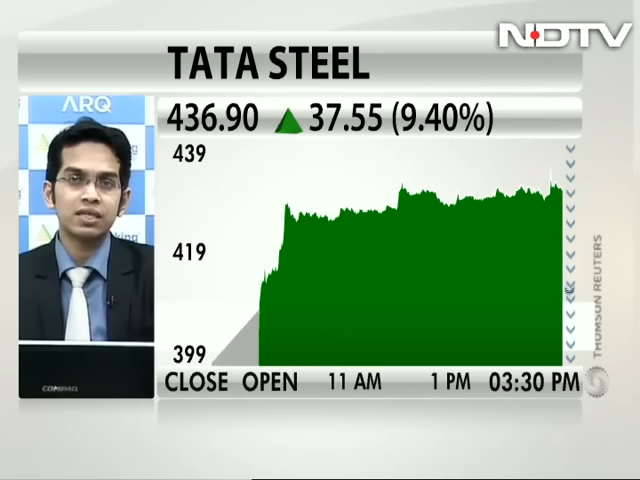 NDTV
TATA STEEL
436.90 ▲ 37.55 (9.40%)
ARQ
king
439
419
399
COMPAQ
CLOSE OPEN 11 AM 1 PM 03:30 PM
THOMSON REUTERS